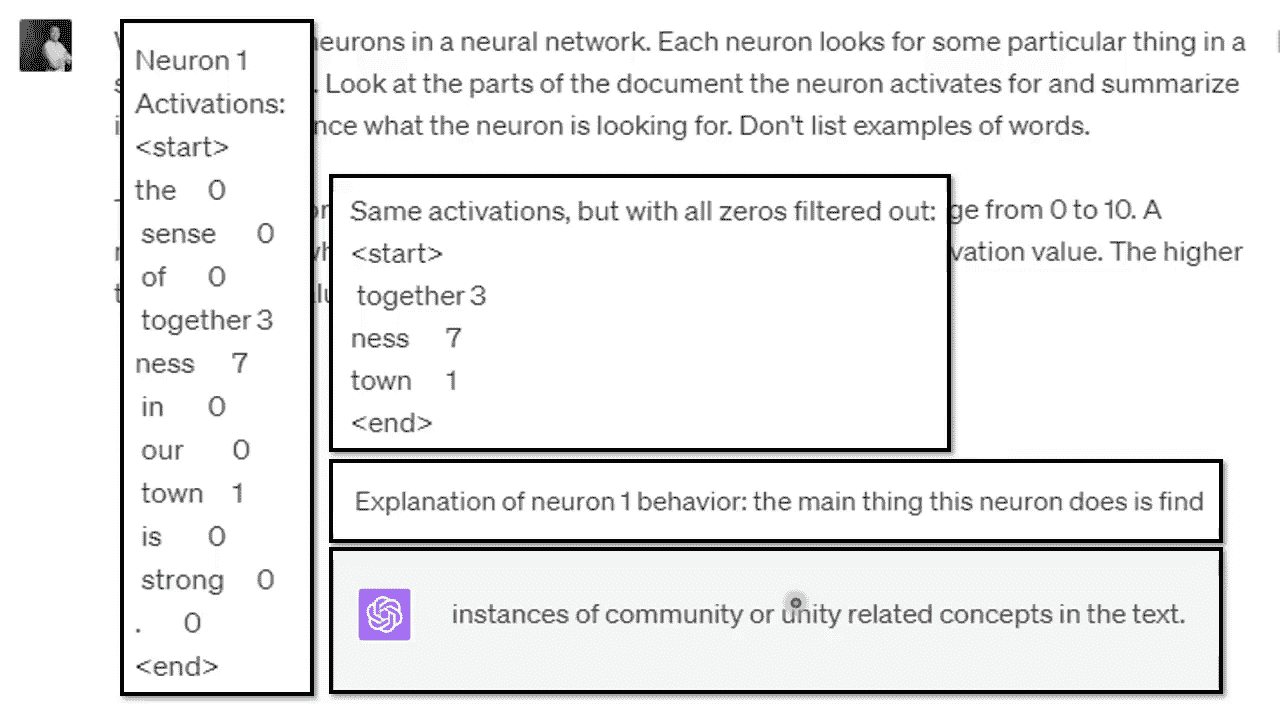 neurons in a neural network. Each neuron looks for some particular thing in a
. Look at the parts of the document the neuron activates for and summarize
what the neuron is looking for. Don't list examples of words.
from 0 to 10. A
value. The higher
Neuron 1
Activations:
<start>
the 0
sense 0
of 0
together 3
ness 7
in 0
our 0
town 1
is 0
strong 0
. 0
<end>
Same activations, but with all zeros filtered out:
<start>
together 3
ness 7
town 1
<end>
Explanation of neuron 1 behavior: the main thing this neuron does is find
instances of community or unity related concepts in the text.